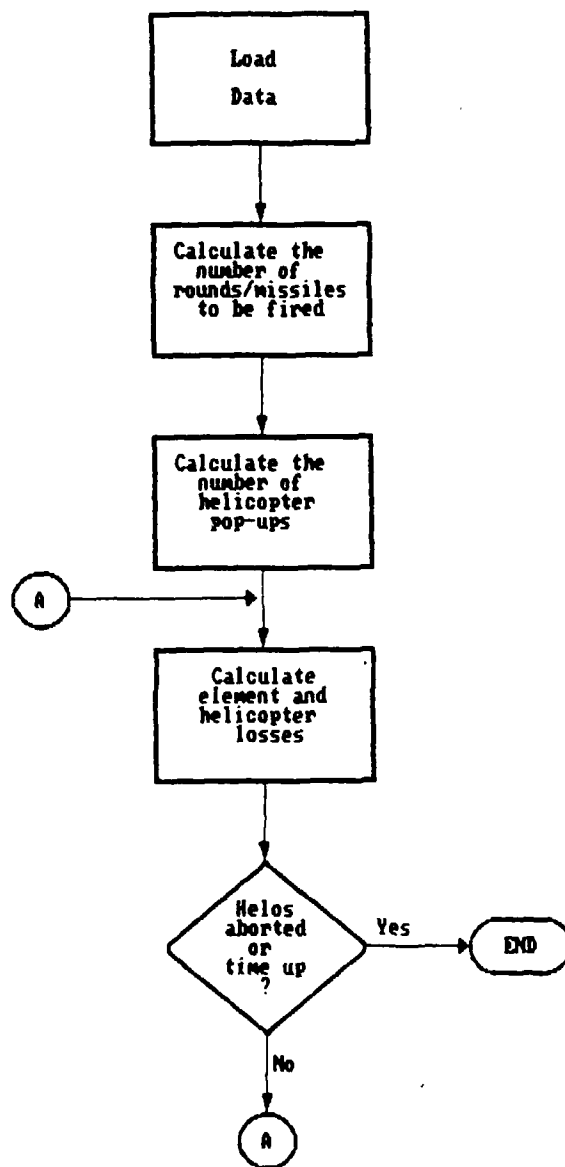 Load
Data
Calculate the
number of
rounds/missiles
to be fired
Calculate the
number of
helicopter
pop-ups
A
Calculate
element and
helicopter
losses
Helos
aborted
or
time up
?
Yes
END
No
A